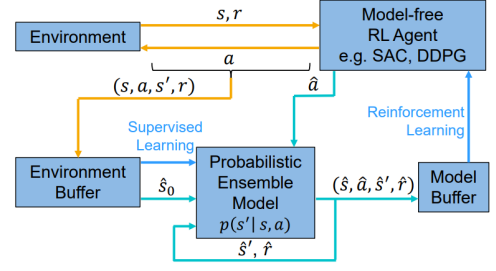 s, r
Environment
Model-free
RL Agent
e.g. SAC, DDPG
a
(s, a, s′, r)
â
Supervised
Learning
Reinforcement
Learning
Environment
Buffer
ŝ₀
Probabilistic
Ensemble
Model
p(s′| s, a)
(ŝ, â, ŝ′, r̂)
Model
Buffer
ŝ′, r̂